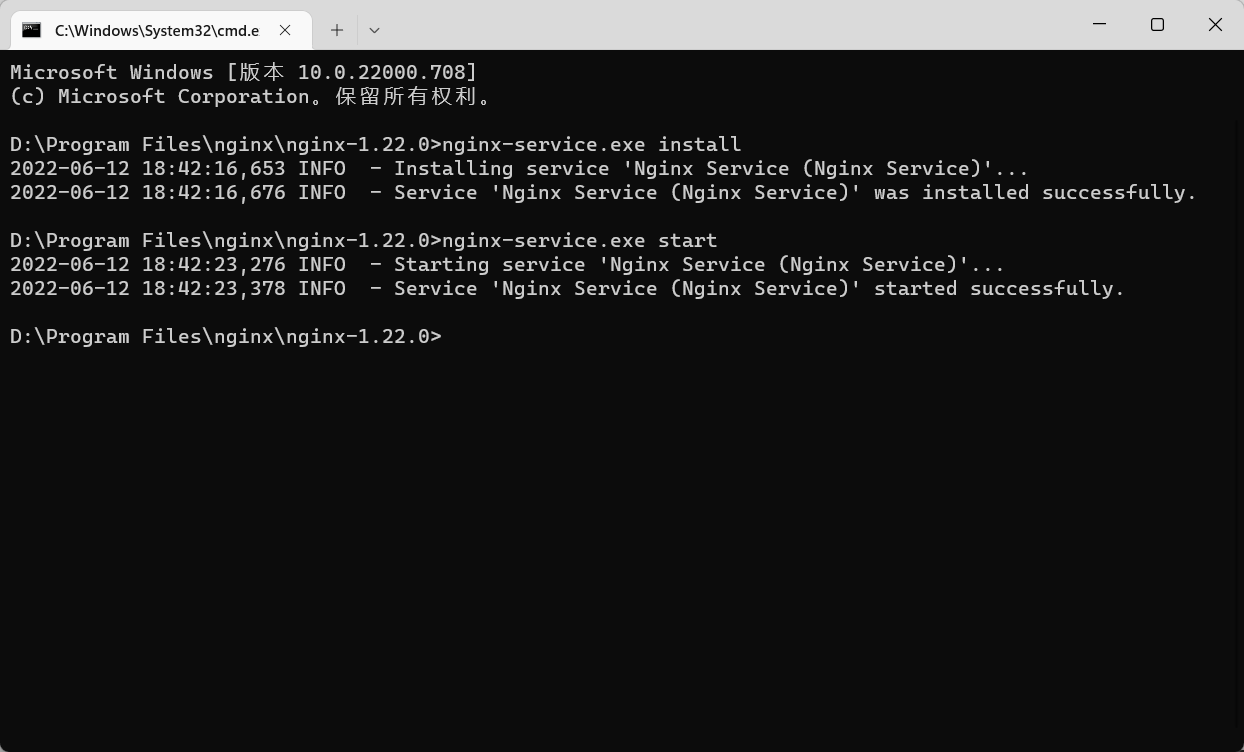 C:\Windows\System32\cmd.e
Microsoft Windows [版本 10.0.22000.708]
(c) Microsoft Corporation。保留所有权利。
D:\Program Files\nginx\nginx-1.22.0>nginx-service.exe install
2022-06-12 18:42:16,653 INFO  - Installing service 'Nginx Service (Nginx Service)'...
2022-06-12 18:42:16,676 INFO  - Service 'Nginx Service (Nginx Service)' was installed successfully.
D:\Program Files\nginx\nginx-1.22.0>nginx-service.exe start
2022-06-12 18:42:23,276 INFO  - Starting service 'Nginx Service (Nginx Service)'...
2022-06-12 18:42:23,378 INFO  - Service 'Nginx Service (Nginx Service)' started successfully.
D:\Program Files\nginx\nginx-1.22.0>